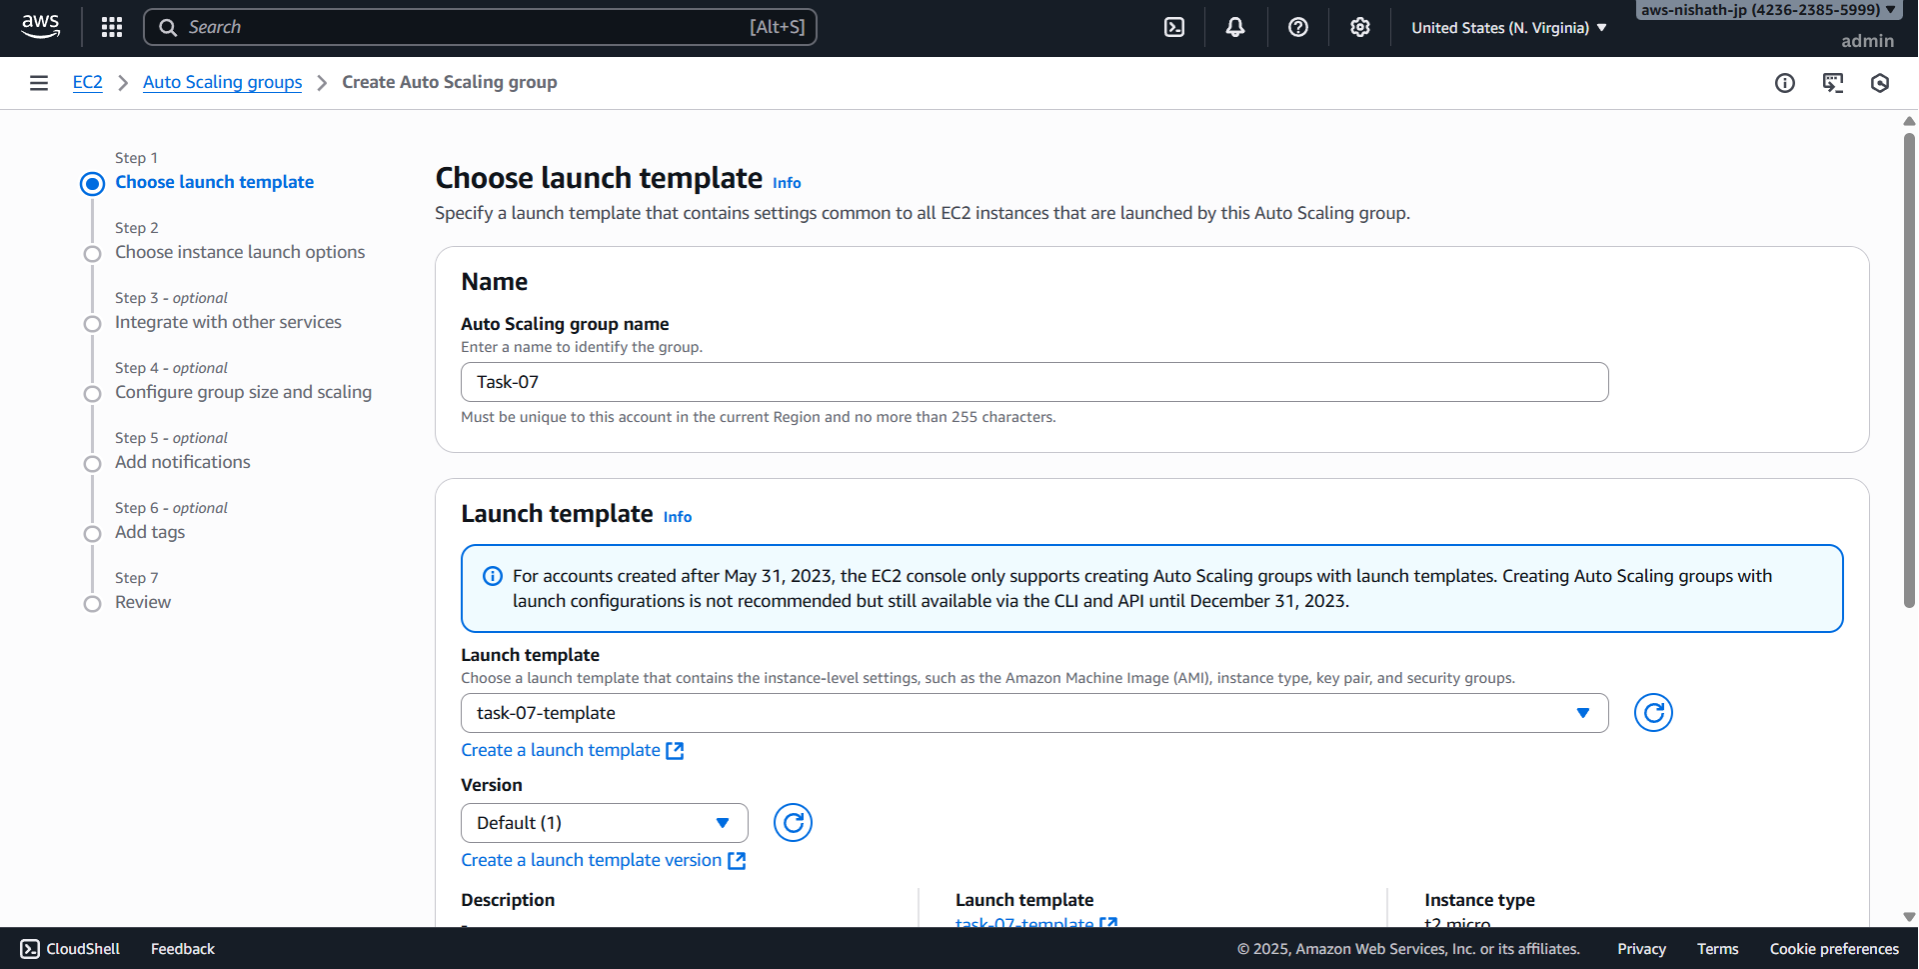 aws
Search [Alt+S]
United States (N. Virginia)
aws-nishath-jp (4236-2385-5999)
admin
EC2
Auto Scaling groups
Create Auto Scaling group
Step 1
Choose launch template
Step 2
Choose instance launch options
Step 3 - optional
Integrate with other services
Step 4 - optional
Configure group size and scaling
Step 5 - optional
Add notifications
Step 6 - optional
Add tags
Step 7
Review
Choose launch template Info
Specify a launch template that contains settings common to all EC2 instances that are launched by this Auto Scaling group.
Name
Auto Scaling group name
Enter a name to identify the group.
Task-07
Must be unique to this account in the current Region and no more than 255 characters.
Launch template Info
For accounts created after May 31, 2023, the EC2 console only supports creating Auto Scaling groups with launch templates. Creating Auto Scaling groups with
launch configurations is not recommended but still available via the CLI and API until December 31, 2023.
Launch template
Choose a launch template that contains the instance-level settings, such as the Amazon Machine Image (AMI), instance type, key pair, and security groups.
task-07-template
Create a launch template
Version
Default (1)
Create a launch template version
Description
-
Launch template
task-07-template
Instance type
t2.micro
CloudShell
Feedback
© 2025, Amazon Web Services, Inc. or its affiliates.
Privacy
Terms
Cookie preferences